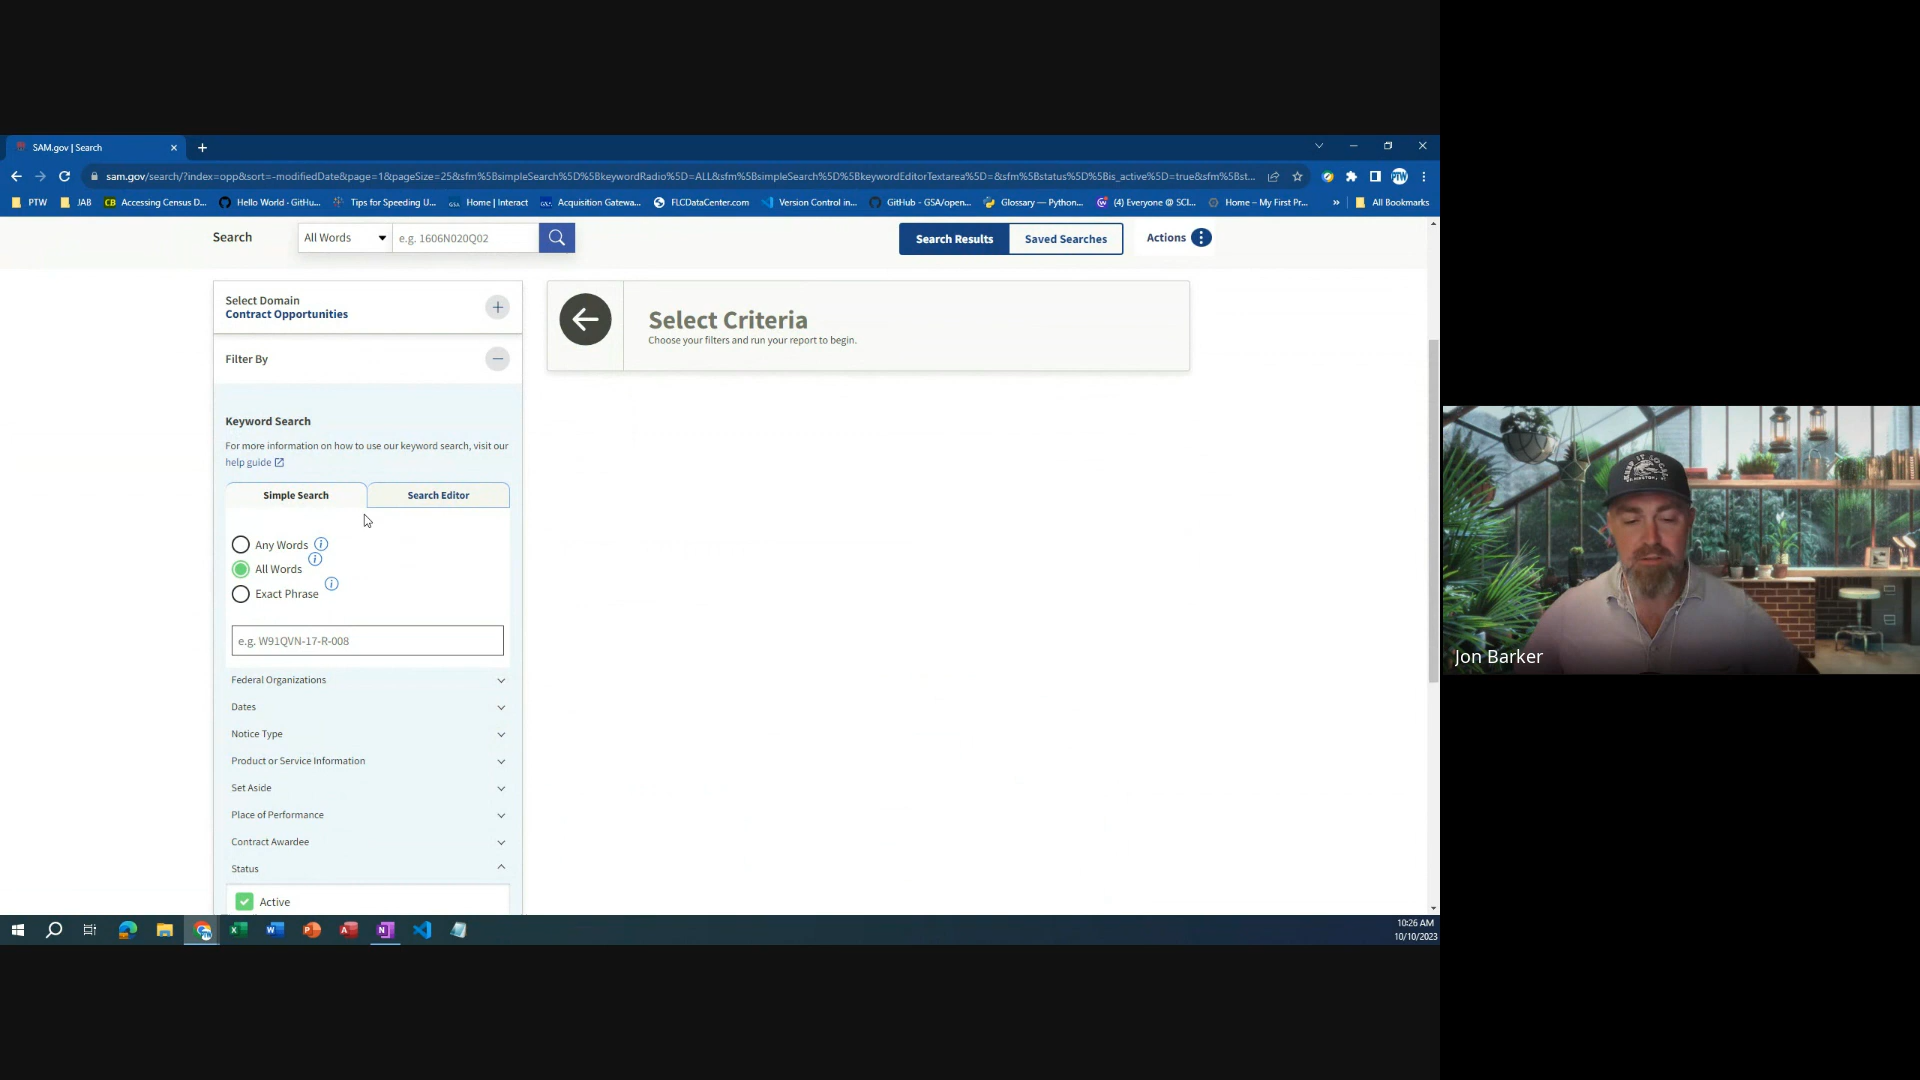 SAM.gov | Search
sam.gov/search/?index=opp&sort=-modifiedDate&page=1&pageSize=25&sfm%5BsimpleSearch%5D%5BkeywordRadio%5D=ALL&sfm%5BsimpleSearch%5D%5BkeywordEditorTextarea%5D=&sfm%5Bstatus%5D%5Bis_active%5D=true&sfm%5Bst...
PTW
PTW JAB Accessing Census D... Hello World · GitHu... Tips for Speeding U... Home | Interact Acquisition Gatewa... FLCDataCenter.com Version Control in... GitHub - GSA/open... Glossary — Python... (4) Everyone @ SCI... Home – My First Pr... » All Bookmarks
Search All Words e.g. 1606N020Q02 Search Results Saved Searches Actions
Select Domain
Contract Opportunities
Filter By
Select Criteria
Choose your filters and run your report to begin.
Keyword Search
For more information on how to use our keyword search, visit our
help guide
Simple Search Search Editor
Any Words
All Words
Exact Phrase
e.g. W91QVN-17-R-008
Federal Organizations
Dates
Notice Type
Product or Service Information
Set Aside
Place of Performance
Contract Awardee
Status
Active
10:26 AM
10/10/2023
Jon Barker